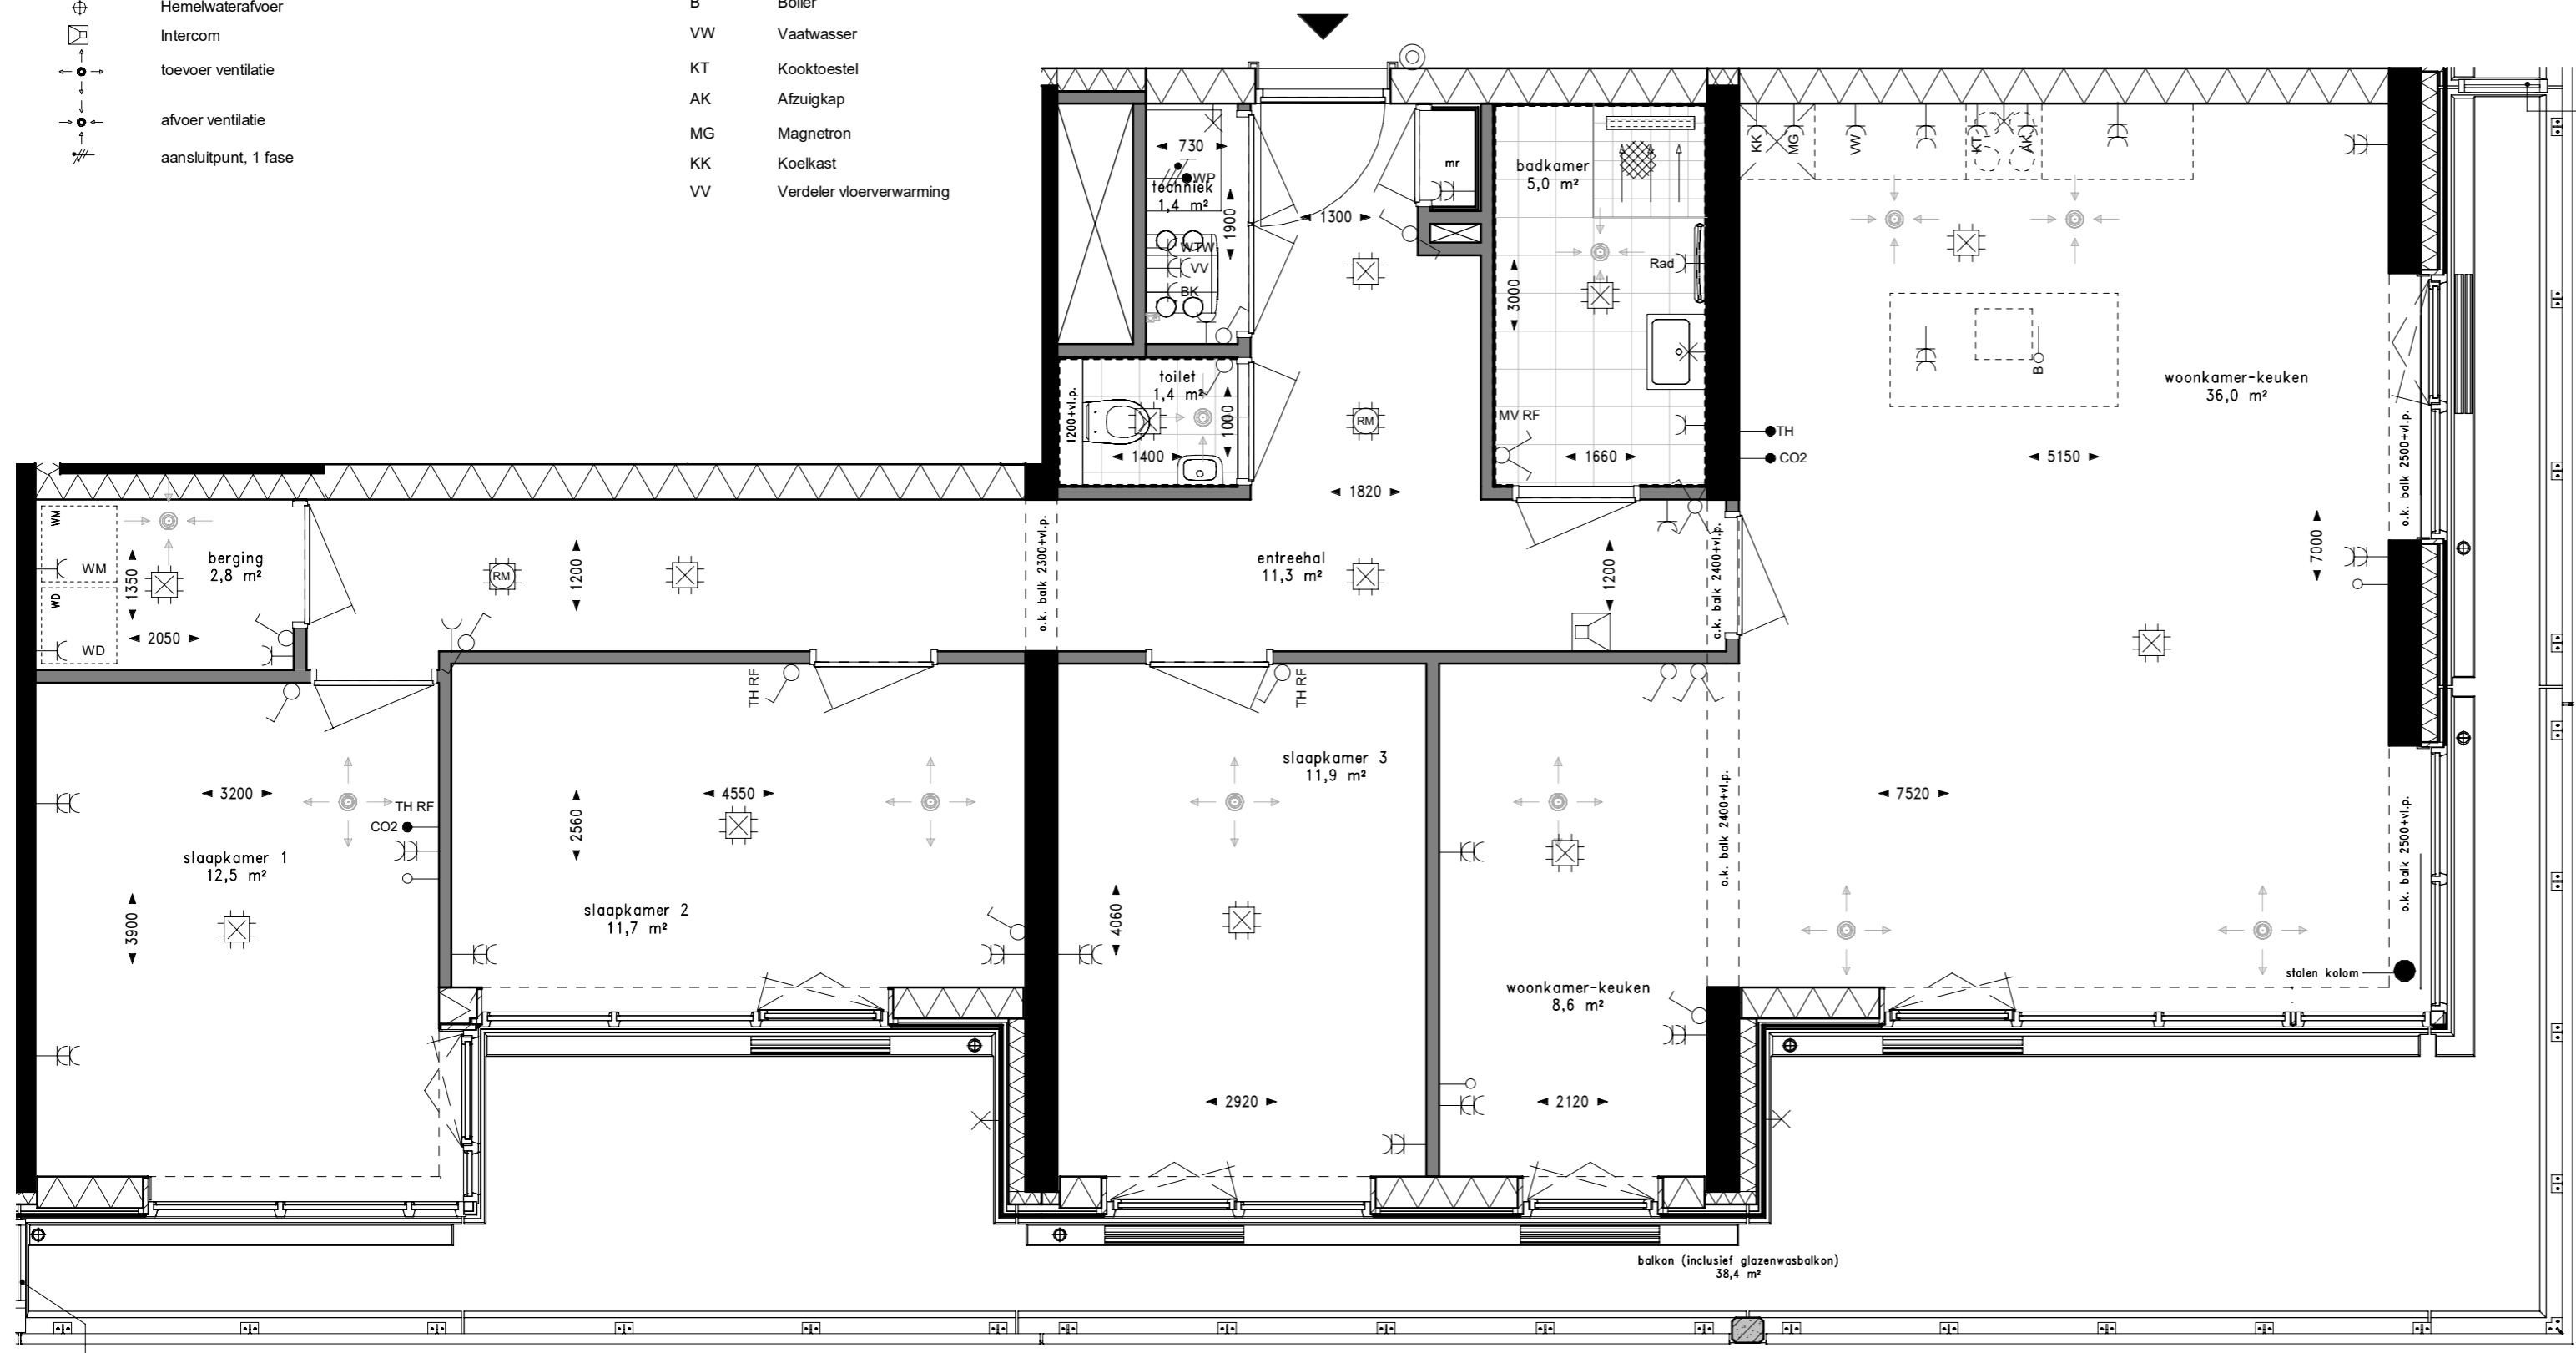 Hemelwaterafvoer
Intercom
toevoer ventilatie
afvoer ventilatie
aansluitpunt, 1 fase
B Boiler
VW Vaatwasser
KT Kooktoestel
AK Afzuigkap
MG Magnetron
KK Koelkast
VV Verdeler vloerverwarming
730
WP
techniek
1,4 m²
1900
WTW
VV
BK
1300
mr
badkamer
5,0 m²
Rad
3000
MV RF
1660
toilet
1,4 m²
1200+vl.p.
1000
1400
RM
1820
KK
MG
VW
KT
AK
B
woonkamer-keuken
36,0 m²
TH
CO2
5150
o.k. balk 2500+vl.p.
7000
7520
o.k. balk 2500+vl.p.
stalen kolom
WM
WM
WD
WD
1350
2050
berging
2,8 m²
RM
1200
o.k. balk 2300+vl.p.
entreehal
11,3 m²
1200
o.k. balk 2400+vl.p.
3200
TH RF
CO2
slaapkamer 1
12,5 m²
3900
TH RF
4550
2560
slaapkamer 2
11,7 m²
TH RF
slaapkamer 3
11,9 m²
4060
2920
o.k. balk 2400+vl.p.
woonkamer-keuken
8,6 m²
2120
balkon (inclusief glazenwasbalkon)
38,4 m²